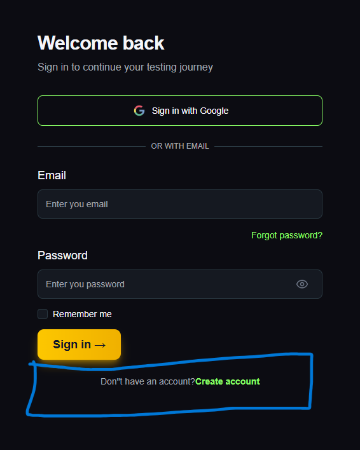 Welcome back
Sign in to continue your testing journey
Sign in with Google
OR WITH EMAIL
Email
Enter you email
Forgot password?
Password
Enter you password
Remember me
Sign in →
Don"t have an account?Create account